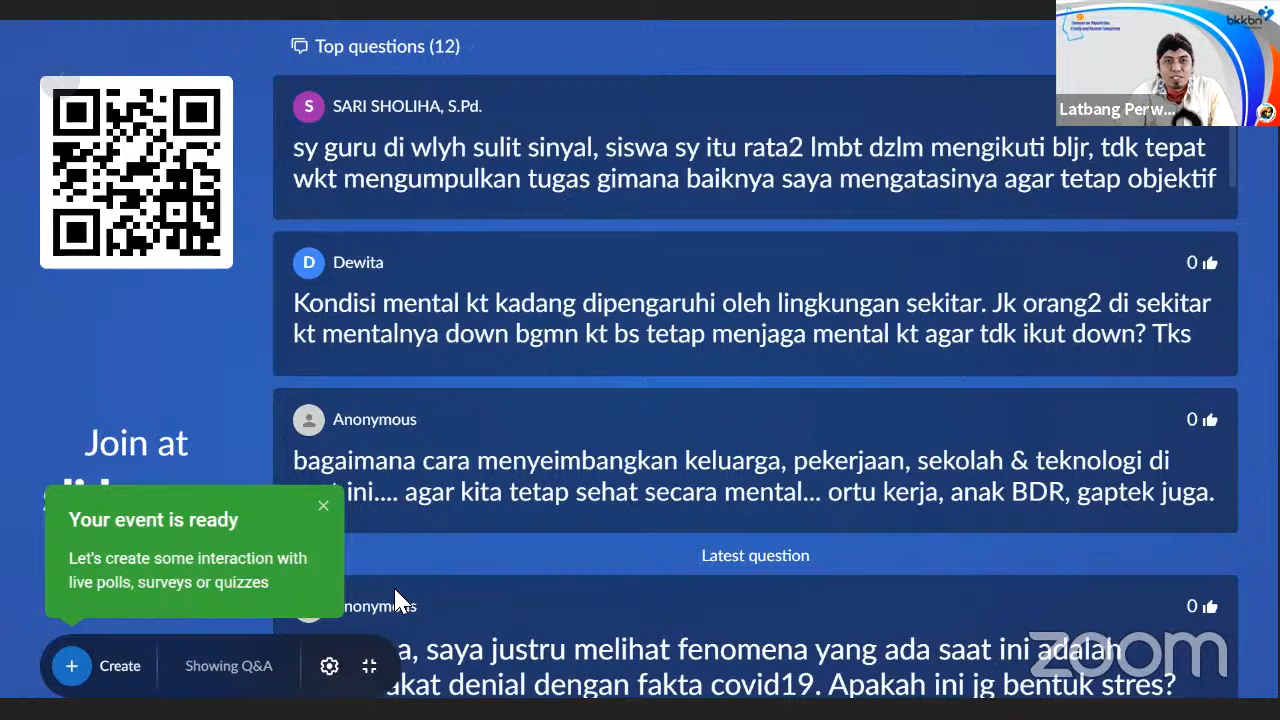 Top questions (12)
S SARI SHOLIHA, S.Pd.
sy guru di wlyh sulit sinyal, siswa sy itu rata2 lmbt dzlm mengikuti bljr, tdk tepat
wkt mengumpulkan tugas gimana baiknya saya mengatasinya agar tetap objektif
D Dewita 0
Kondisi mental kt kadang dipengaruhi oleh lingkungan sekitar. Jk orang2 di sekitar
kt mentalnya down bgmn kt bs tetap menjaga mental kt agar tdk ikut down? Tks
Anonymous 0
bagaimana cara menyeimbangkan keluarga, pekerjaan, sekolah & teknologi di
ini.... agar kita tetap sehat secara mental... ortu kerja, anak BDR, gaptek juga.
Latest question
0
saya justru melihat fenomena yang ada saat ini adalah
denial dengan fakta covid19. Apakah ini jg bentuk stres?
Join at
Your event is ready
Let's create some interaction with
live polls, surveys or quizzes
+ Create Showing Q&A
bkkbn
Latbang Perw...
zoom